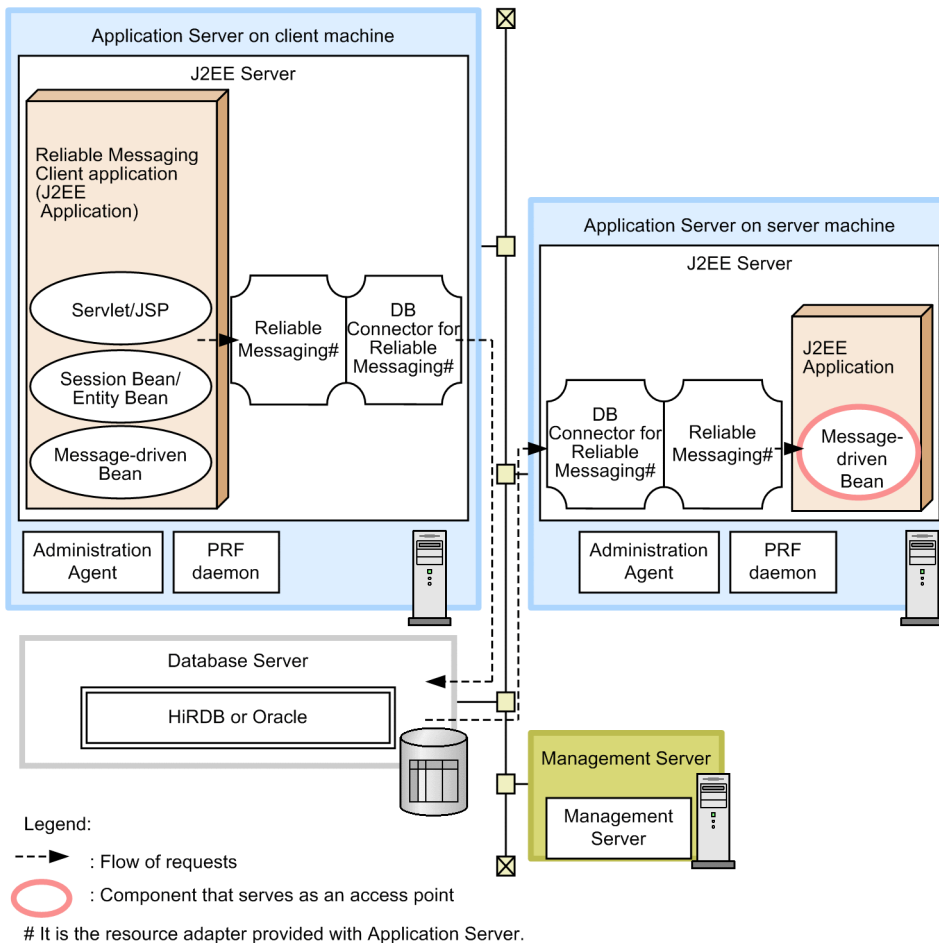 Application Server on client machine
J2EE Server
Reliable Messaging
Client application
(J2EE
Application)
Servlet/JSP
Session Bean/
Entity Bean
Message-driven
Bean
Reliable
Messaging#
DB
Connector for
Reliable
Messaging#
Administration
Agent
PRF
daemon
Application Server on server machine
J2EE Server
DB
Connector for
Reliable
Messaging#
Reliable
Messaging#
J2EE
Application
Message-
driven
Bean
Administration
Agent
PRF
daemon
Database Server
HiRDB or Oracle
Management Server
Management
Server
Legend:
: Flow of requests
: Component that serves as an access point
# It is the resource adapter provided with Application Server.